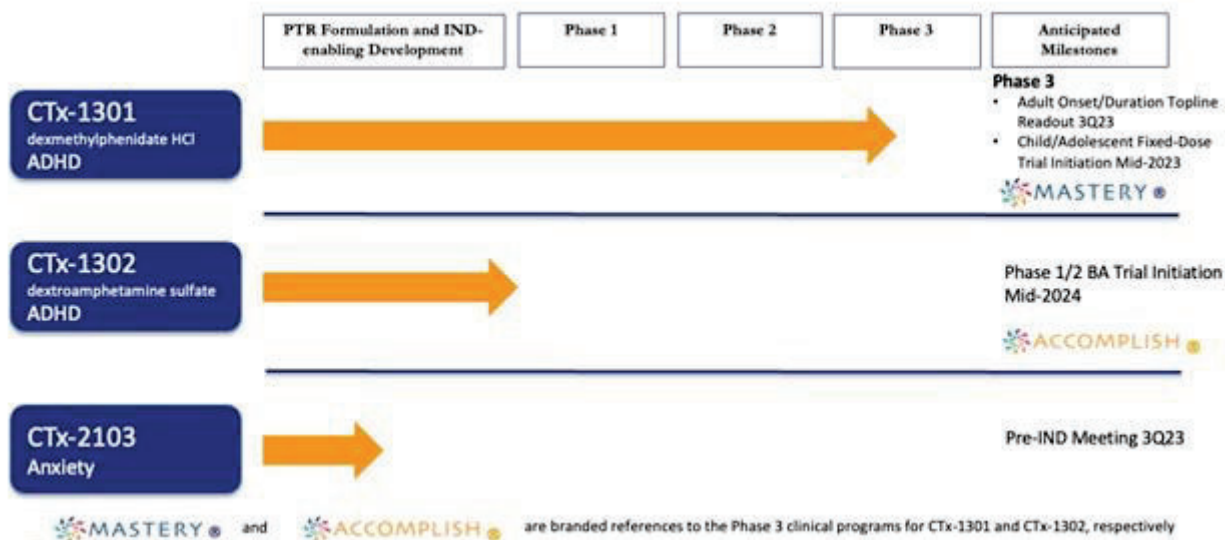 PTR Formulation and IND-
enabling Development
Phase 1
Phase 2
Phase 3
Anticipated
Milestones
CTx-1301
dexmethylphenidate HCl
ADHD
Phase 3
• Adult Onset/Duration Topline
Readout 3Q23
• Child/Adolescent Fixed-Dose
Trial Initiation Mid-2023
MASTERY ®
CTx-1302
dextroamphetamine sulfate
ADHD
Phase 1/2 BA Trial Initiation
Mid-2024
ACCOMPLISH ®
CTx-2103
Anxiety
Pre-IND Meeting 3Q23
MASTERY ® and ACCOMPLISH ® are branded references to the Phase 3 clinical programs for CTx-1301 and CTx-1302, respectively